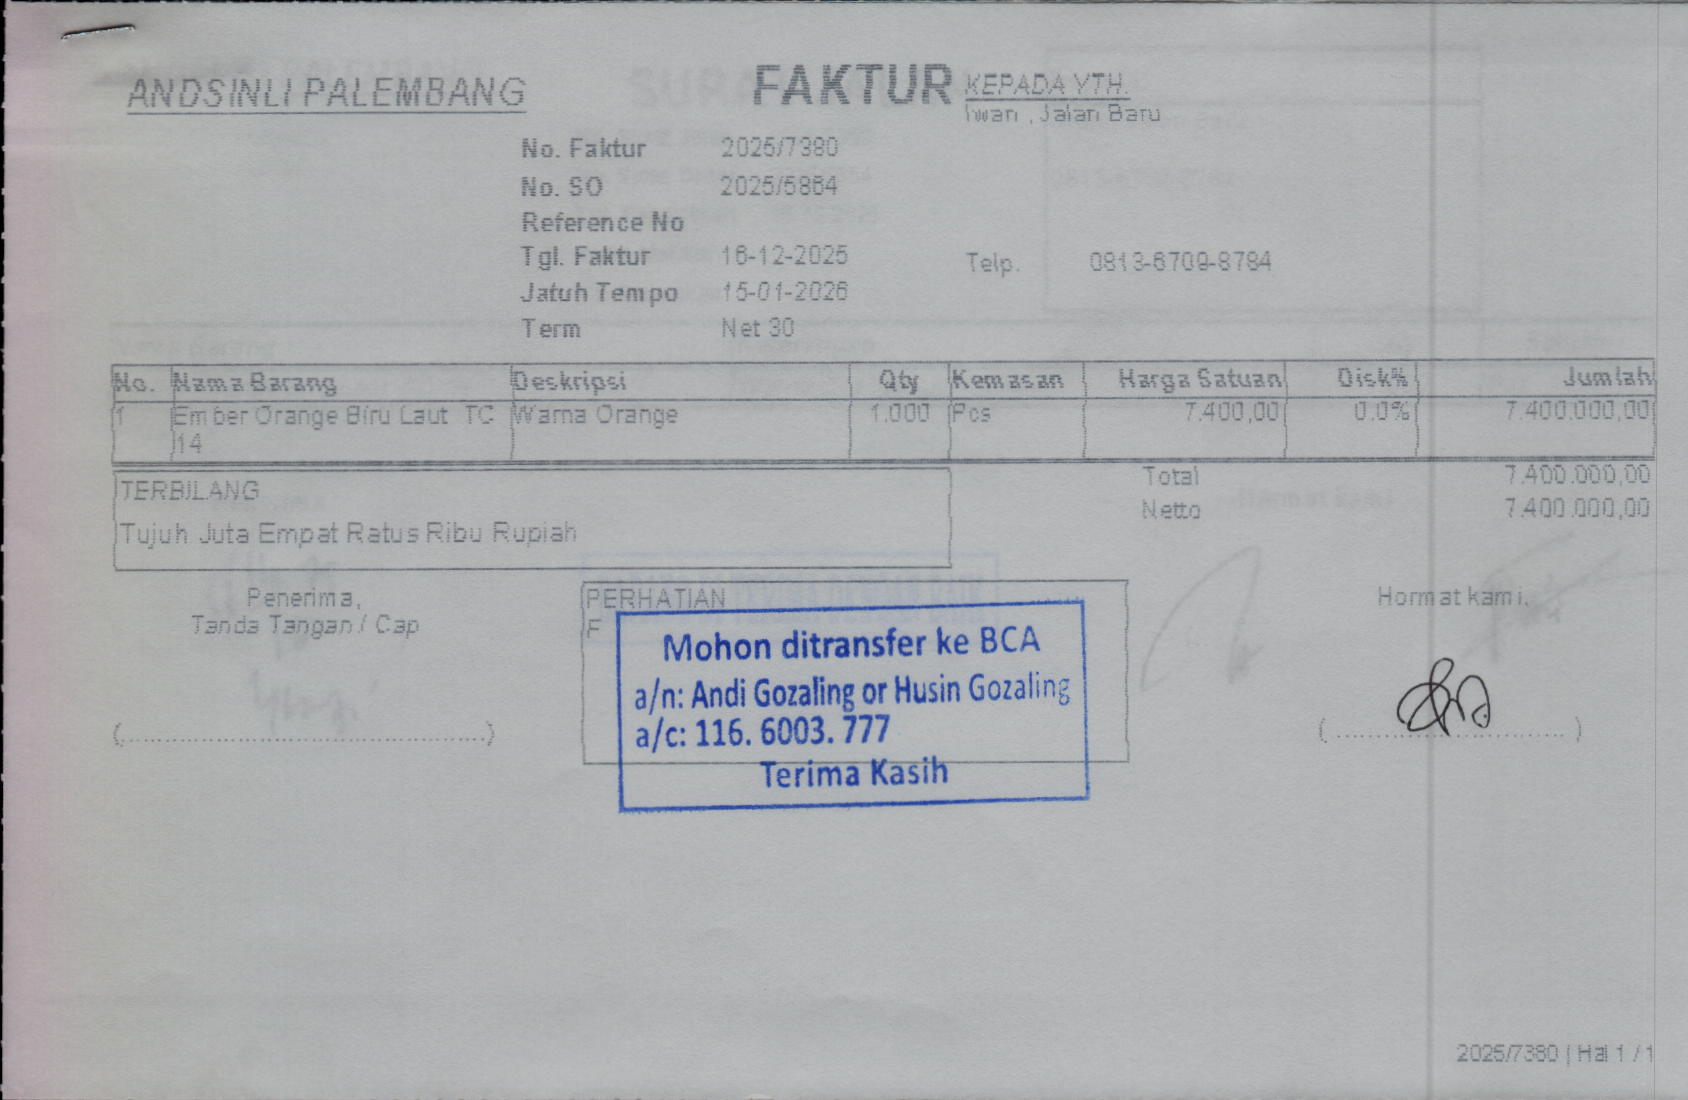 ANDSINLI PALEMBANG
FAKTUR
KEPADA YTH.
Iwan , Jalan Baru
No. Faktur 2025/7380
No. SO 2025/5864
Reference No
Tgl. Faktur 16-12-2025
Telp. 0813-6709-8784
Jatuh Tempo 15-01-2026
Term Net 30
No. Nama Barang Deskripsi Qty Kemasan Harga Satuan Disk% Jumlah
1 Ember Orange Biru Laut TC Warna Orange 1.000 Pcs 7.400,00 0.0% 7.400.000,00
14
Total 7.400.000,00
TERBILANG
Netto 7.400.000,00
Tujuh Juta Empat Ratus Ribu Rupiah
Penerima,
Tanda Tangan / Cap
PERHATIAN
F
Hormat kami,
Mohon ditransfer ke BCA
a/n: Andi Gozaling or Husin Gozaling
a/c: 116. 6003. 777
Terima Kasih
(................................................)
(................................)
2025/7380 | Hal 1 / 1